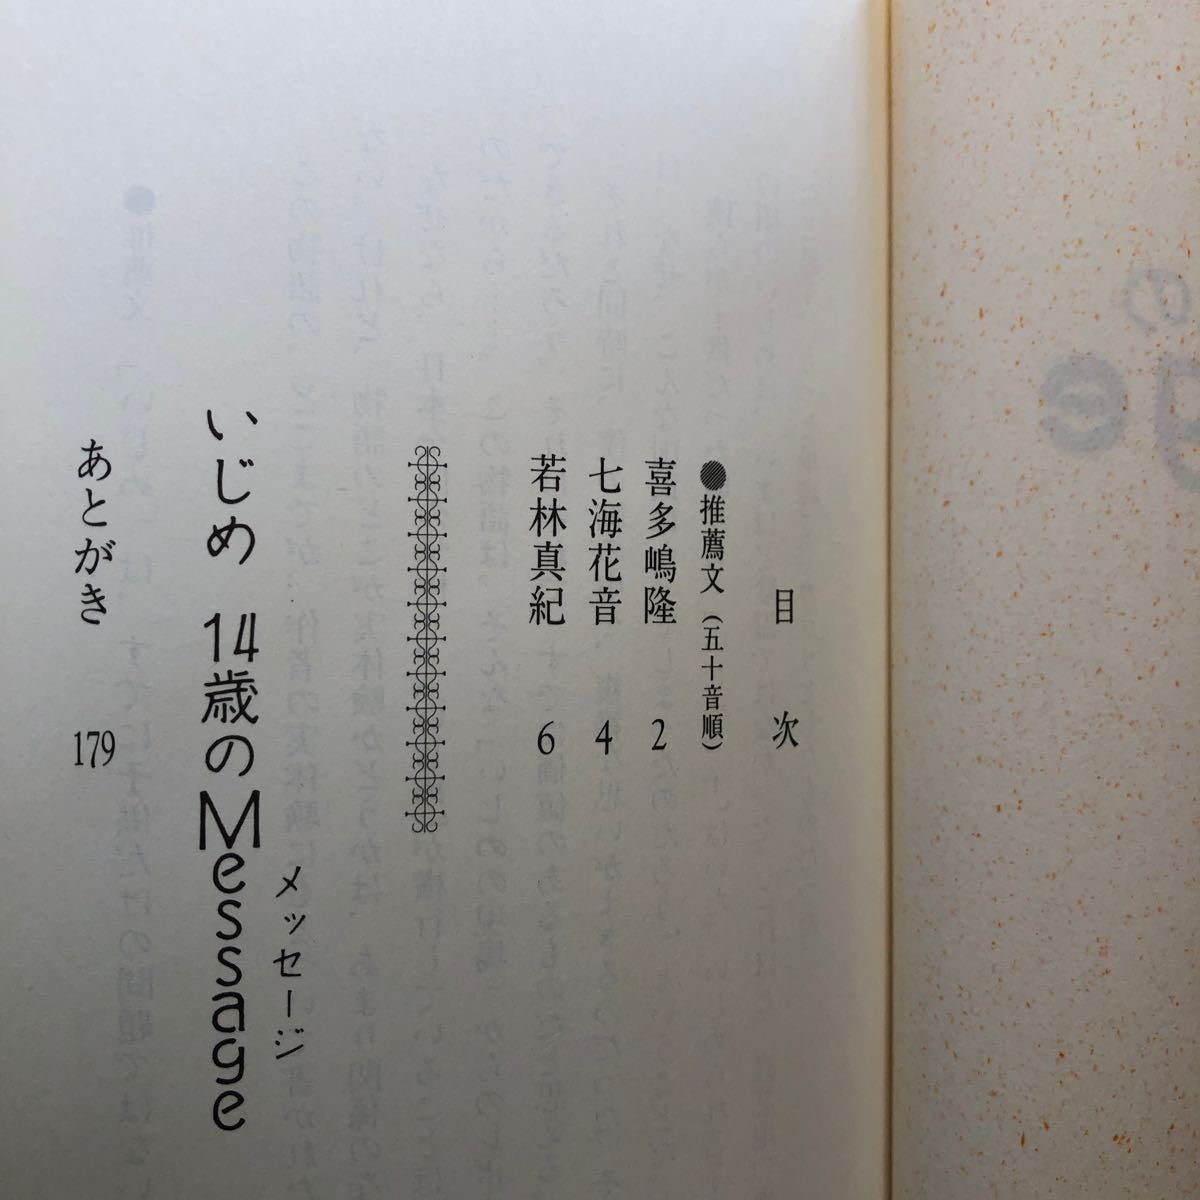 目次
●推薦文（五十音順）
喜多嶋隆 2
七海花音 4
若林真紀 6
いじめ 14歳のMessage
メッセージ
あとがき 179